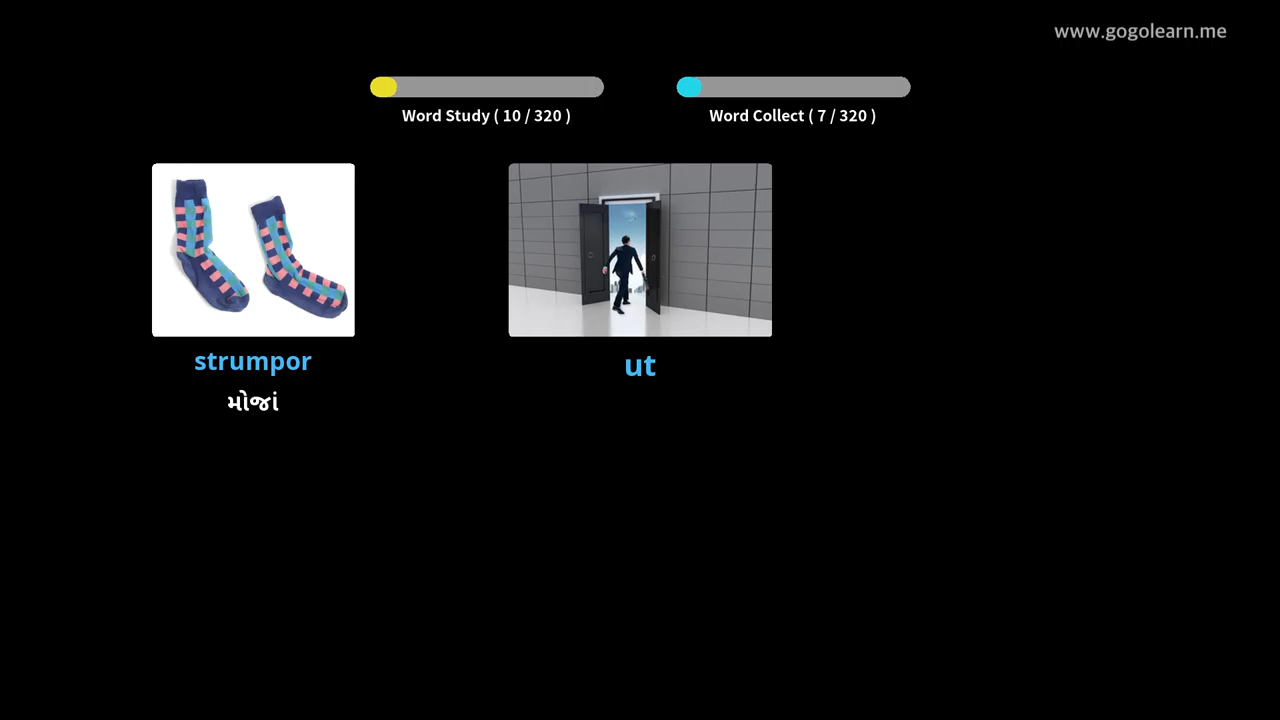 www.gogolearn.me
Word Study ( 10 / 320 )
Word Collect ( 7 / 320 )
strumpor
મોજાં
ut